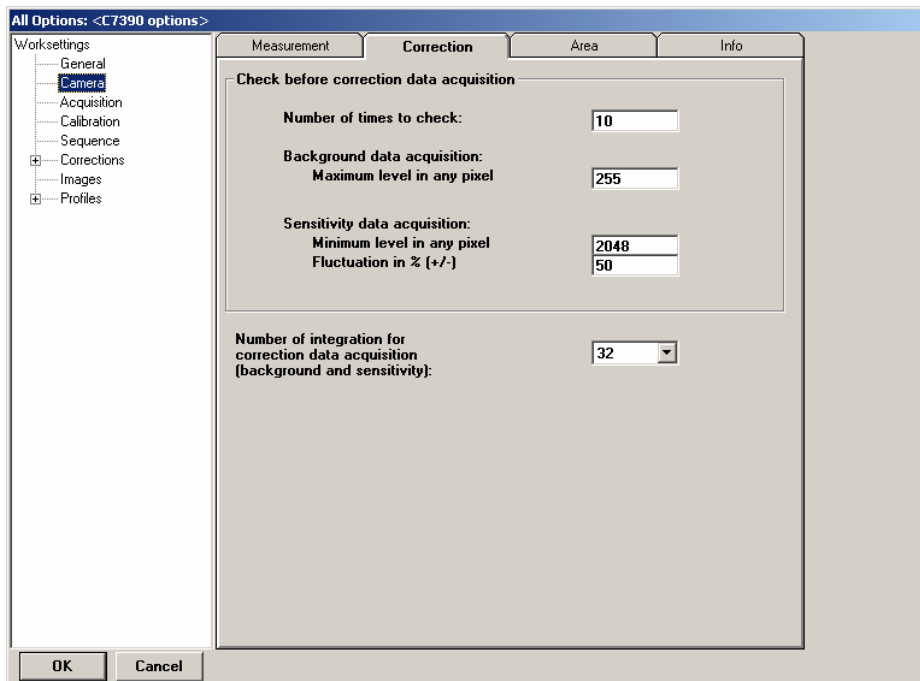 All Options: <C7390 options>
Worksettings
General
Camera
Acquisition
Calibration
Sequence
Corrections
Images
Profiles
Measurement
Correction
Area
Info
Check before correction data acquisition
Number of times to check:
10
Background data acquisition:
Maximum level in any pixel
255
Sensitivity data acquisition:
Minimum level in any pixel
2048
Fluctuation in % (+/-)
50
Number of integration for
correction data acquisition
(background and sensitivity):
32
OK
Cancel